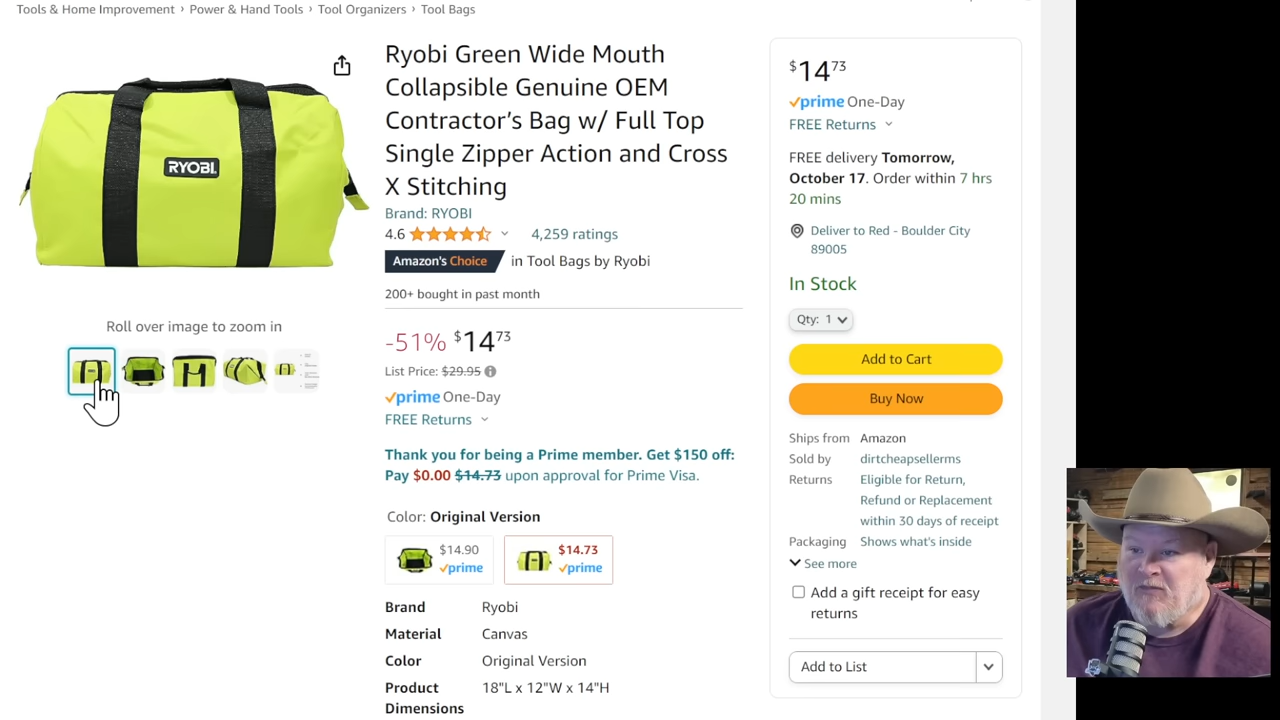 Tools & Home Improvement › Power & Hand Tools › Tool Organizers › Tool Bags
RYOBI
Roll over image to zoom in
Ryobi Green Wide Mouth
Collapsible Genuine OEM
Contractor's Bag w/ Full Top
Single Zipper Action and Cross
X Stitching
Brand: RYOBI
4.6 4,259 ratings
Amazon's Choice in Tool Bags by Ryobi
200+ bought in past month
-51% $14 73
List Price: $29.95
prime One-Day
FREE Returns
Thank you for being a Prime member. Get $150 off:
Pay $0.00 $14.73 upon approval for Prime Visa.
Color: Original Version
$14.90
prime
$14.73
prime
Brand Ryobi
Material Canvas
Color Original Version
Product 18"L x 12"W x 14"H
Dimensions
$14 73
prime One-Day
FREE Returns
FREE delivery Tomorrow,
October 17. Order within 7 hrs
20 mins
Deliver to Red - Boulder City
89005
In Stock
Qty: 1
Add to Cart
Buy Now
Ships from Amazon
Sold by dirtcheapsellerms
Returns Eligible for Return,
Refund or Replacement
within 30 days of receipt
Packaging Shows what's inside
See more
Add a gift receipt for easy
returns
Add to List